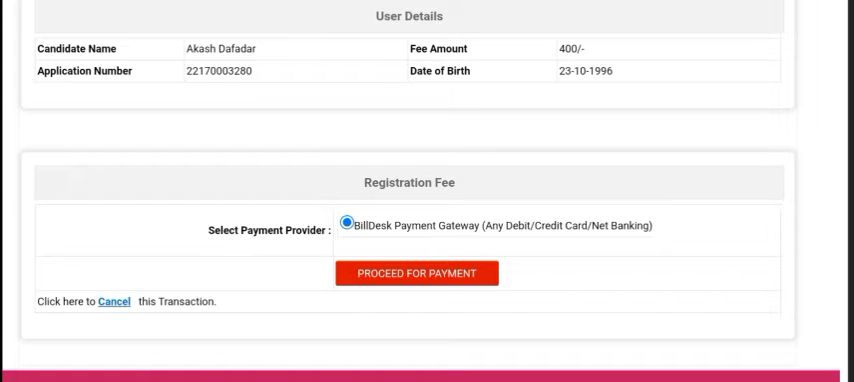 User Details
Candidate Name Akash Dafadar Fee Amount 400/-
Application Number 22170003280 Date of Birth 23-10-1996
Registration Fee
Select Payment Provider : BillDesk Payment Gateway (Any Debit/Credit Card/Net Banking)
PROCEED FOR PAYMENT
Click here to Cancel this Transaction.